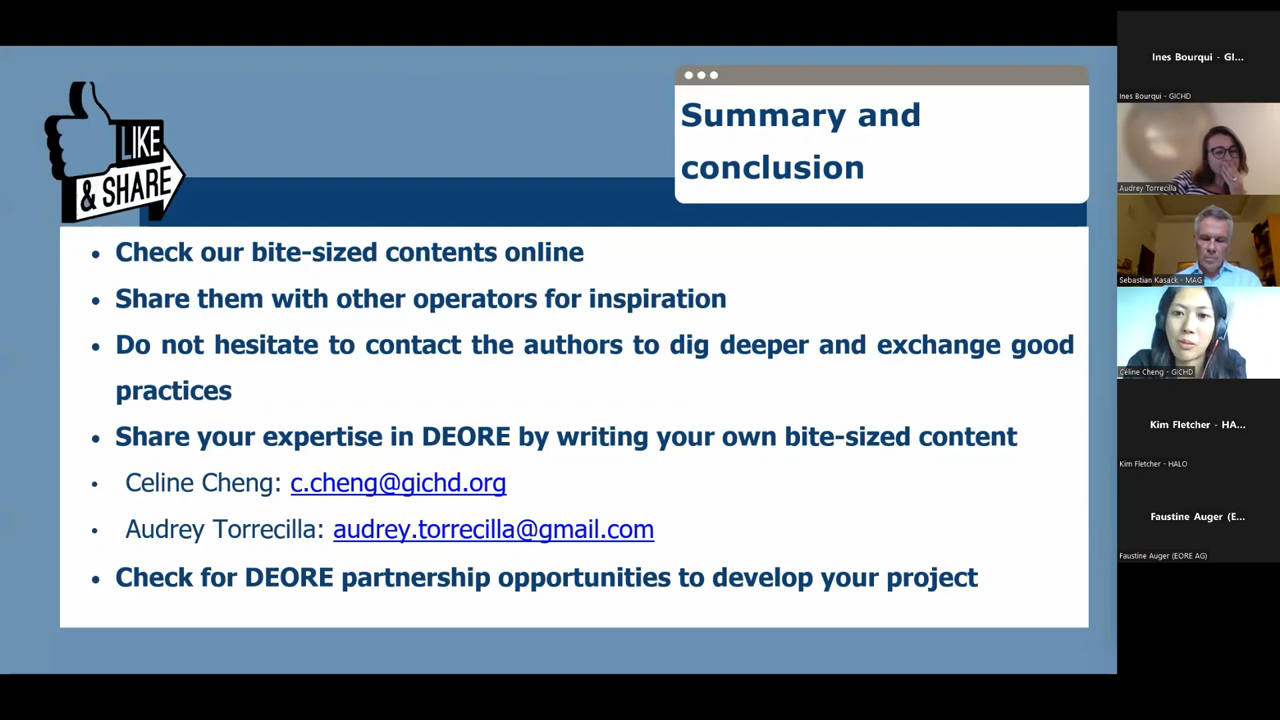 LIKE
& SHARE
Summary and
conclusion
• Check our bite-sized contents online
• Share them with other operators for inspiration
• Do not hesitate to contact the authors to dig deeper and exchange good
practices
• Share your expertise in DEORE by writing your own bite-sized content
• Celine Cheng: c.cheng@gichd.org
• Audrey Torrecilla: audrey.torrecilla@gmail.com
• Check for DEORE partnership opportunities to develop your project
Ines Bourqui - GI...
Ines Bourqui - GICHD
Audrey Torrecilla
Sebastian Kasack - MAG
Céline Cheng - GICHD
Kim Fletcher - HA...
Kim Fletcher - HALO
Faustine Auger (E...
Faustine Auger (EORE AG)